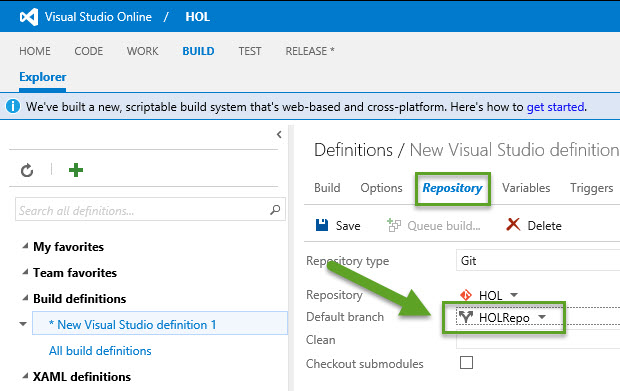 Visual Studio Online / HOL
HOME CODE WORK BUILD TEST RELEASE *
Explorer
We've built a new, scriptable build system that's web-based and cross-platform. Here's how to get started.
Definitions / New Visual Studio definition
Build Options Repository Variables Triggers
Search all definitions...
Save Queue build... Delete
My favorites
Team favorites
Build definitions
* New Visual Studio definition 1
All build definitions
XAML definitions
Repository type Git
Repository HOL
Default branch HOLRepo
Clean
Checkout submodules